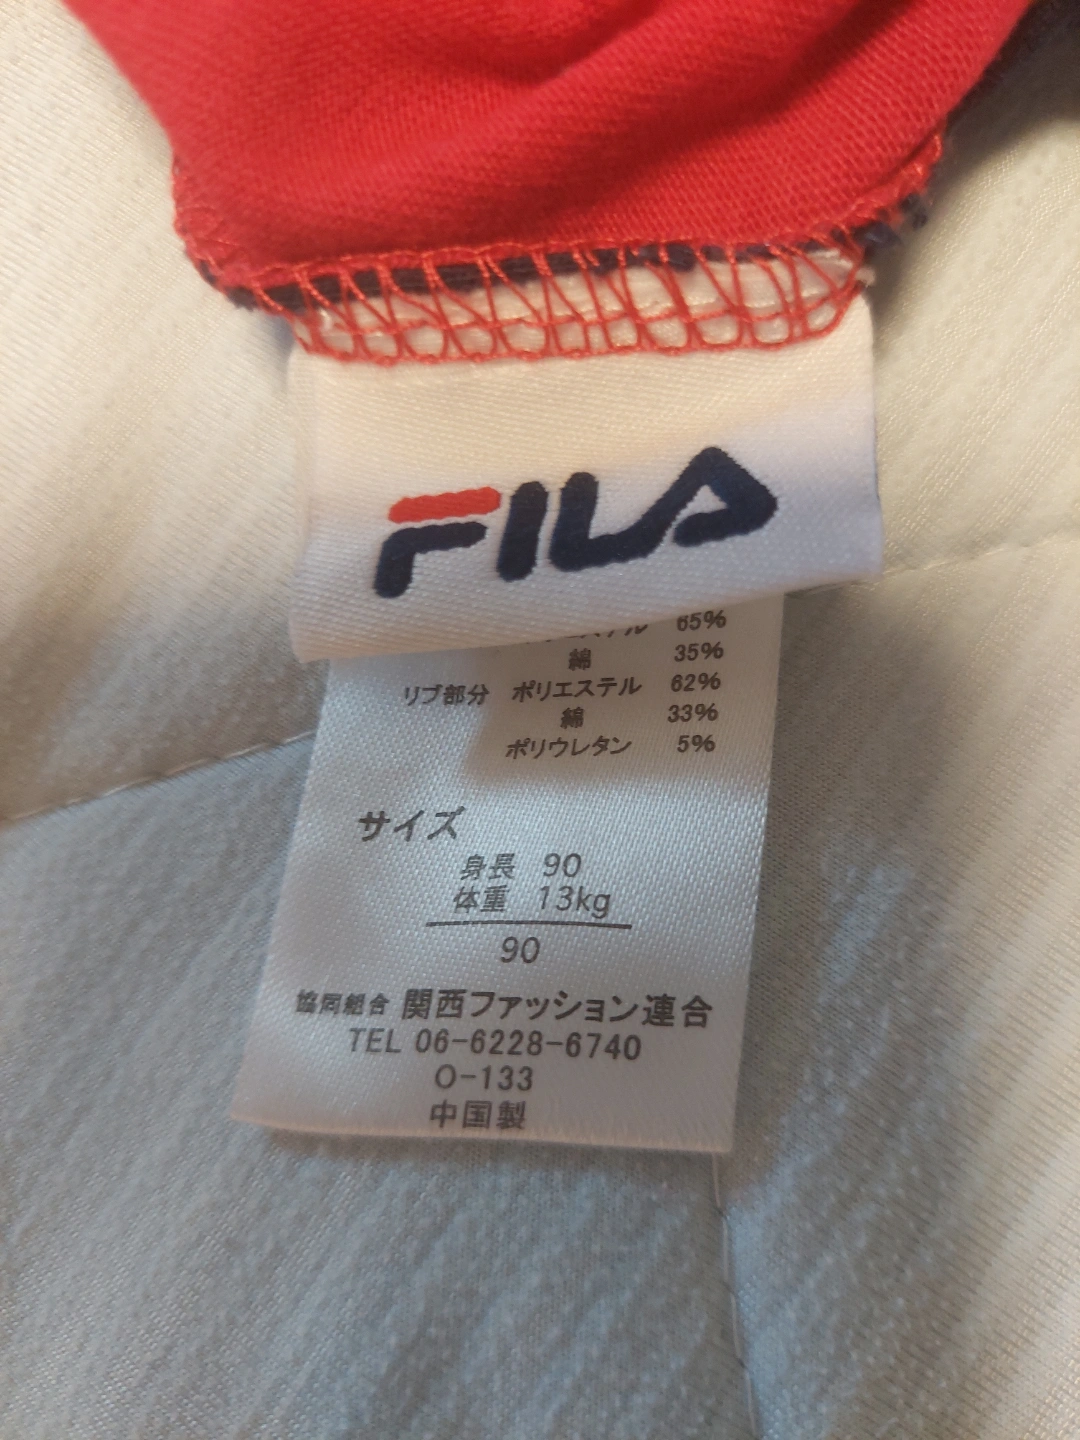 FILA
65%
綿 35%
リブ部分 ポリエステル 62%
綿 33%
ポリウレタン 5%
サイズ
身長 90
体重 13kg
90
協同組合 関西ファッション連合
TEL 06-6228-6740
O-133
中国製